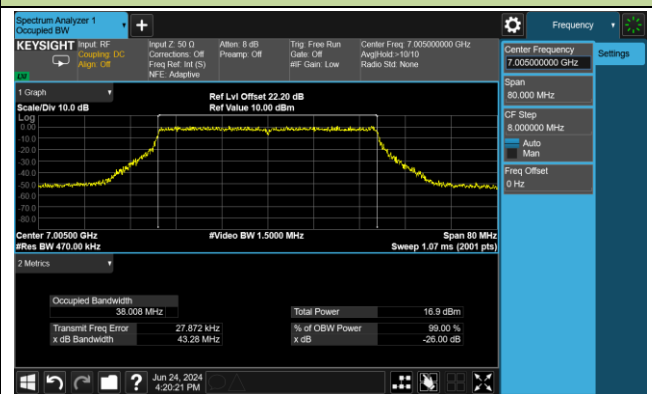 Spectrum Analyzer 1
Occupied BW
+
Frequency
KEYSIGHT
Input: RF
Coupling: DC
Align: Off
Input Z: 50 Ω
Corrections: Off
Freq Ref: Int (S)
NFE: Adaptive
Atten: 8 dB
Preamp: Off
Trig: Free Run
Gate: Off
#IF Gain: Low
Center Freq: 7.005000000 GHz
Avg|Hold:>10/10
Radio Std: None
Center Frequency
7.005000000 GHz
Settings
Span
80.000 MHz
CF Step
8.000000 MHz
Auto
Man
Freq Offset
0 Hz
1 Graph
Scale/Div 10.0 dB
Ref Lvl Offset 22.20 dB
Ref Value 10.00 dBm
Log
0.00
-10.0
-20.0
-30.0
-40.0
-50.0
-60.0
-70.0
-80.0
Center 7.00500 GHz
#Res BW 470.00 kHz
#Video BW 1.5000 MHz
Span 80 MHz
Sweep 1.07 ms (2001 pts)
2 Metrics
Occupied Bandwidth
38.008 MHz
Total Power 16.9 dBm
Transmit Freq Error 27.872 kHz
% of OBW Power 99.00 %
x dB Bandwidth 43.28 MHz
x dB -26.00 dB
?
Jun 24, 2024
4:20:21 PM